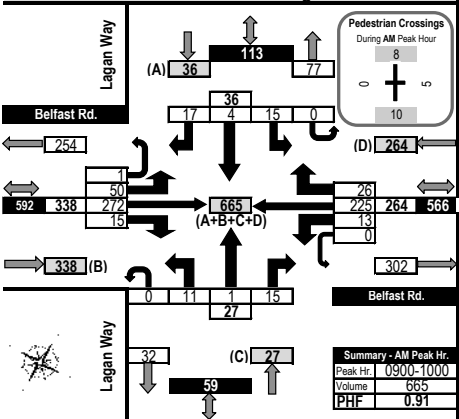 Lagan Way
113
(A) 36
77
Pedestrian Crossings
During AM Peak Hour
8
0
5
10
36
17 4 15 0
Belfast Rd.
254
(D) 264
1
50
592 338 272
15
665
(A+B+C+D)
26
225 264 566
13
0
338 (B)
302
0 11 1 15
27
Belfast Rd.
Lagan Way
32
(C) 27
59
Summary - AM Peak Hr.
Peak Hr. 0900-1000
Volume 665
PHF 0.91